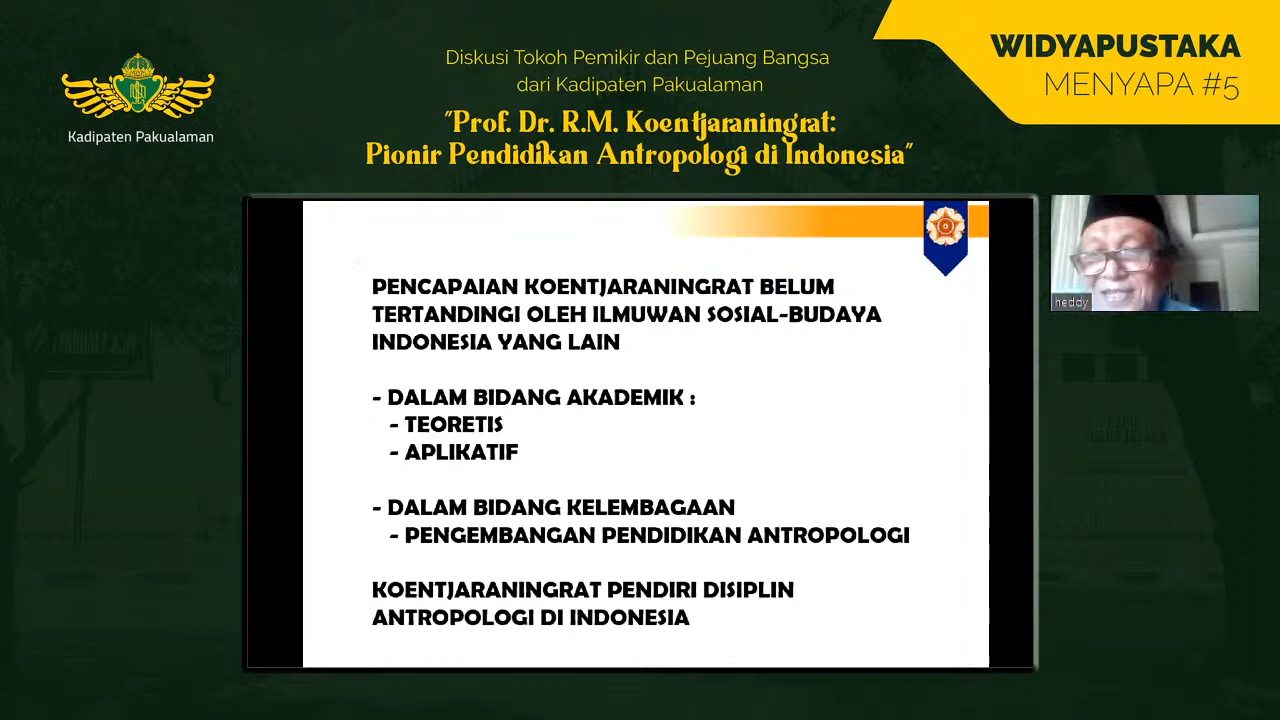 Kadipaten Pakualaman
Diskusi Tokoh Pemikir dan Pejuang Bangsa
dari Kadipaten Pakualaman
"Prof. Dr. R.M. Koentjaraningrat:
Pionir Pendidikan Antropologi di Indonesia"
WIDYAPUSTAKA
MENYAPA #5
PENCAPAIAN KOENTJARANINGRAT BELUM
TERTANDINGI OLEH ILMUWAN SOSIAL-BUDAYA
INDONESIA YANG LAIN
- DALAM BIDANG AKADEMIK :
- TEORETIS
- APLIKATIF
- DALAM BIDANG KELEMBAGAAN
- PENGEMBANGAN PENDIDIKAN ANTROPOLOGI
KOENTJARANINGRAT PENDIRI DISIPLIN
ANTROPOLOGI DI INDONESIA
heddy